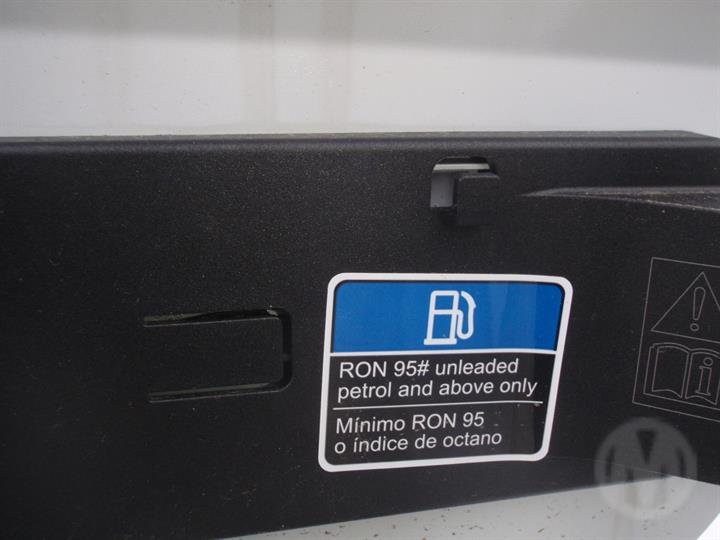 RON 95# unleaded
petrol and above only
Mínimo RON 95
o índice de octano
i
M